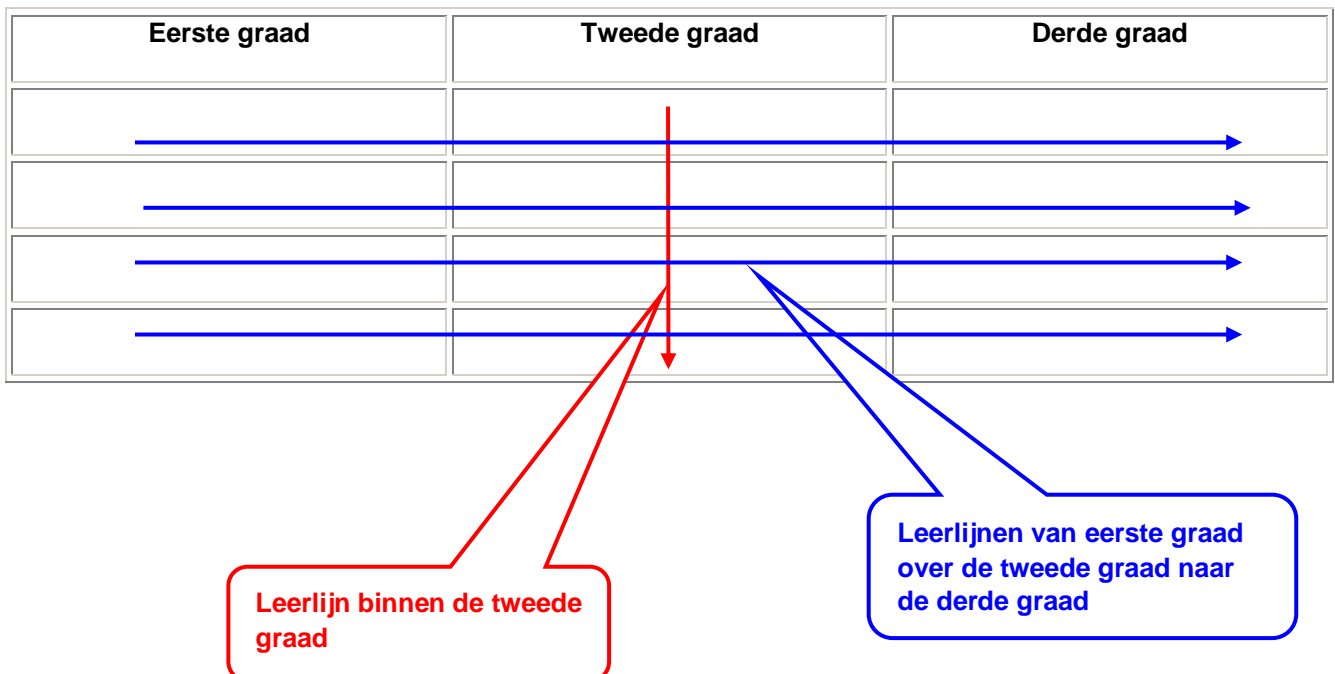 Eerste graad
Tweede graad
Derde graad
Leerlijnen van eerste graad
over de tweede graad naar
de derde graad
Leerlijn binnen de tweede
graad